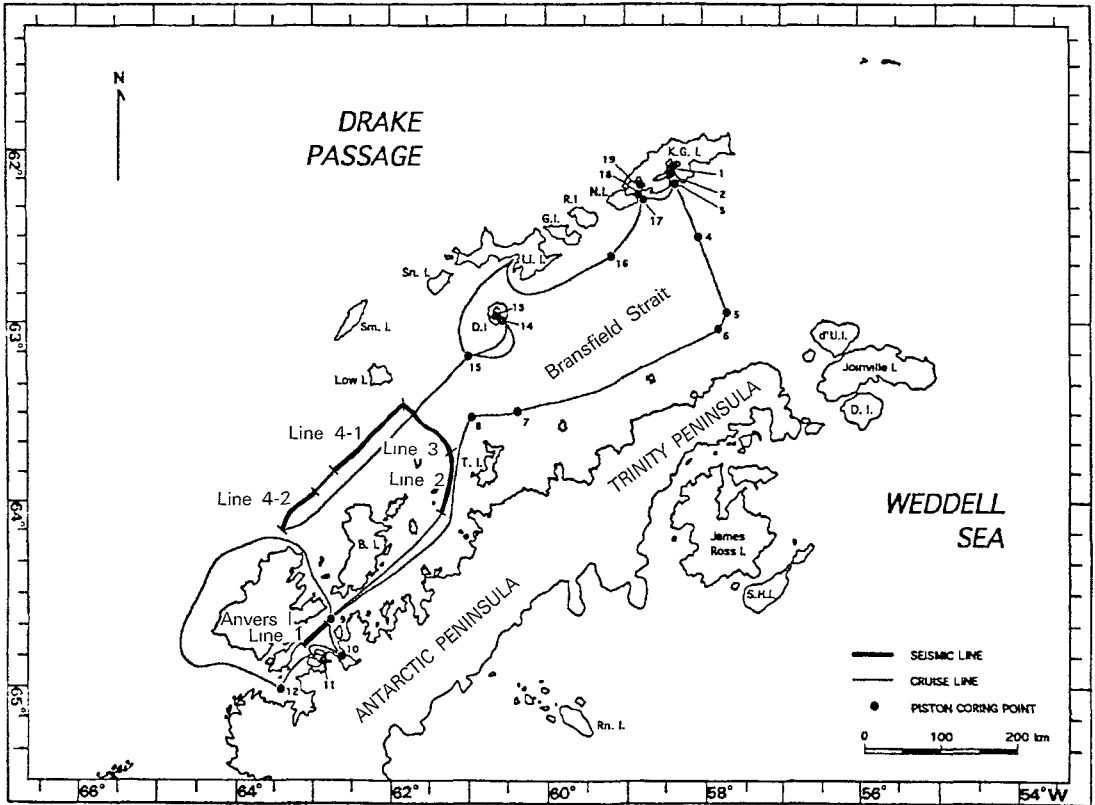 N
DRAKE
PASSAGE
62°
K.G. I.
19
18
1
2
3
N.I.
R.I
17
G.I.
4
Li. I.
16
Sn. I.
Bransfield Strait
13
D.I
14
5
6
Sm. I.
63°
d'U.I.
15
Joinville I.
Low I.
D. I.
8
7
Line 4-1
Line 3
T. I.
TRINITY PENINSULA
Line 2
Line 4-2
WEDDELL
SEA
64°
B. I.
James
Ross I.
S.H.I.
Anvers I.
Line 1
9
10
11
12
ANTARCTIC PENINSULA
SEISMIC LINE
CRUISE LINE
PISTON CORING POINT
65°
Rn. I.
0 100 200 km
66° 64° 62° 60° 58° 56° 54° W